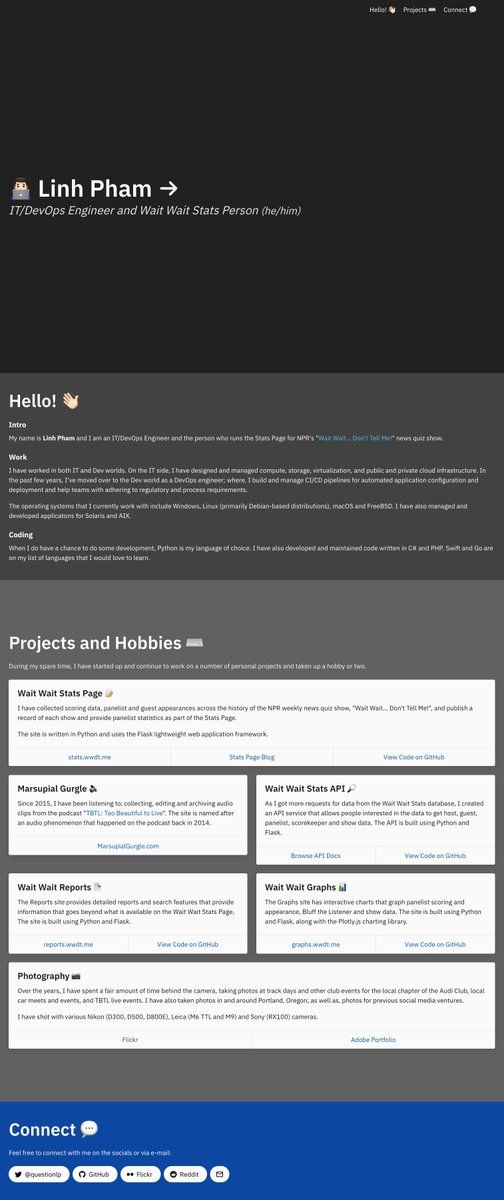 Hello! 👋🏻 Projects ⌨️ Connect 💬
👨🏻‍💻 Linh Pham →
IT/DevOps Engineer and Wait Wait Stats Person (he/him)
Hello! 👋🏻
Intro
My name is Linh Pham and I am an IT/DevOps Engineer and the person who runs the Stats Page for NPR's "Wait Wait... Don't Tell Me!" news quiz show.
Work
I have worked in both IT and Dev worlds. On the IT side, I have designed and managed compute, storage, virtualization, and public and private cloud infrastructure. In
the past few years, I've moved over to the Dev world as a DevOps engineer; where, I build and manage CI/CD pipelines for automated application configuration and
deployment and help teams with adhering to regulatory and process requirements.
The operating systems that I currently work with include Windows, Linux (primarily Debian-based distributions), macOS and FreeBSD. I have also managed and
developed applicatons for Solaris and AIX.
Coding
When I do have a chance to do some development, Python is my language of choice. I have also developed and maintained code written in C# and PHP. Swift and Go are
on my list of languages that I would love to learn.
Projects and Hobbies ⌨️
During my spare time, I have started up and continue to work on a number of personal projects and taken up a hobby or two.
Wait Wait Stats Page 📝
I have collected scoring data, panelist and guest appearances across the history of the NPR weekly news quiz show, "Wait Wait... Don't Tell Me!", and publish a
record of each show and provide panelist statistics as part of the Stats Page.
The site is written in Python and uses the Flask lightweight web application framework.
stats.wwdt.me Stats Page Blog View Code on GitHub
Marsupial Gurgle 🔊
Since 2015, I have been listening to, collecting, editing and archiving audio
clips from the podcast "TBTL: Too Beautiful to Live". The site is named after
an audio phenomenon that happened on the podcast back in 2014.
MarsupialGurgle.com
Wait Wait Stats API 🔎
As I got more requests for data from the Wait Wait Stats database, I created
an API service that allows people interested in the data to get host, guest,
panelist, scorekeeper and show data. The API is built using Python and
Flask.
Browse API Docs View Code on GitHub
Wait Wait Reports 📄
The Reports site provides detailed reports and search features that provide
information that goes beyond what is available on the Wait Wait Stats Page,
The site is built using Python and Flask.
reports.wwdt.me View Code on GitHub
Wait Wait Graphs 📊
The Graphs site has interactive charts that graph panelist scoring and
appearance, Bluff the Listener and show data. The site is built using Python
and Flask, along with the Plotly.js charting library.
graphs.wwdt.me View Code on GitHub
Photography 📷
Over the years, I have spent a fair amount of time behind the camera, taking photos at track days and other club events for the local chapter of the Audi Club, local
car meets and events, and TBTL live events. I have also taken photos in and around Portland, Oregon; as well as, photos for previous social media ventures.
I have shot with various Nikon (D300, D500, D800E), Leica (M6 TTL and M9) and Sony (RX100) cameras.
Flickr Adobe Portfolio
Connect 💬
Feel free to connect with me on the socials or via e-mail:
@questionlp GitHub Flickr Reddit